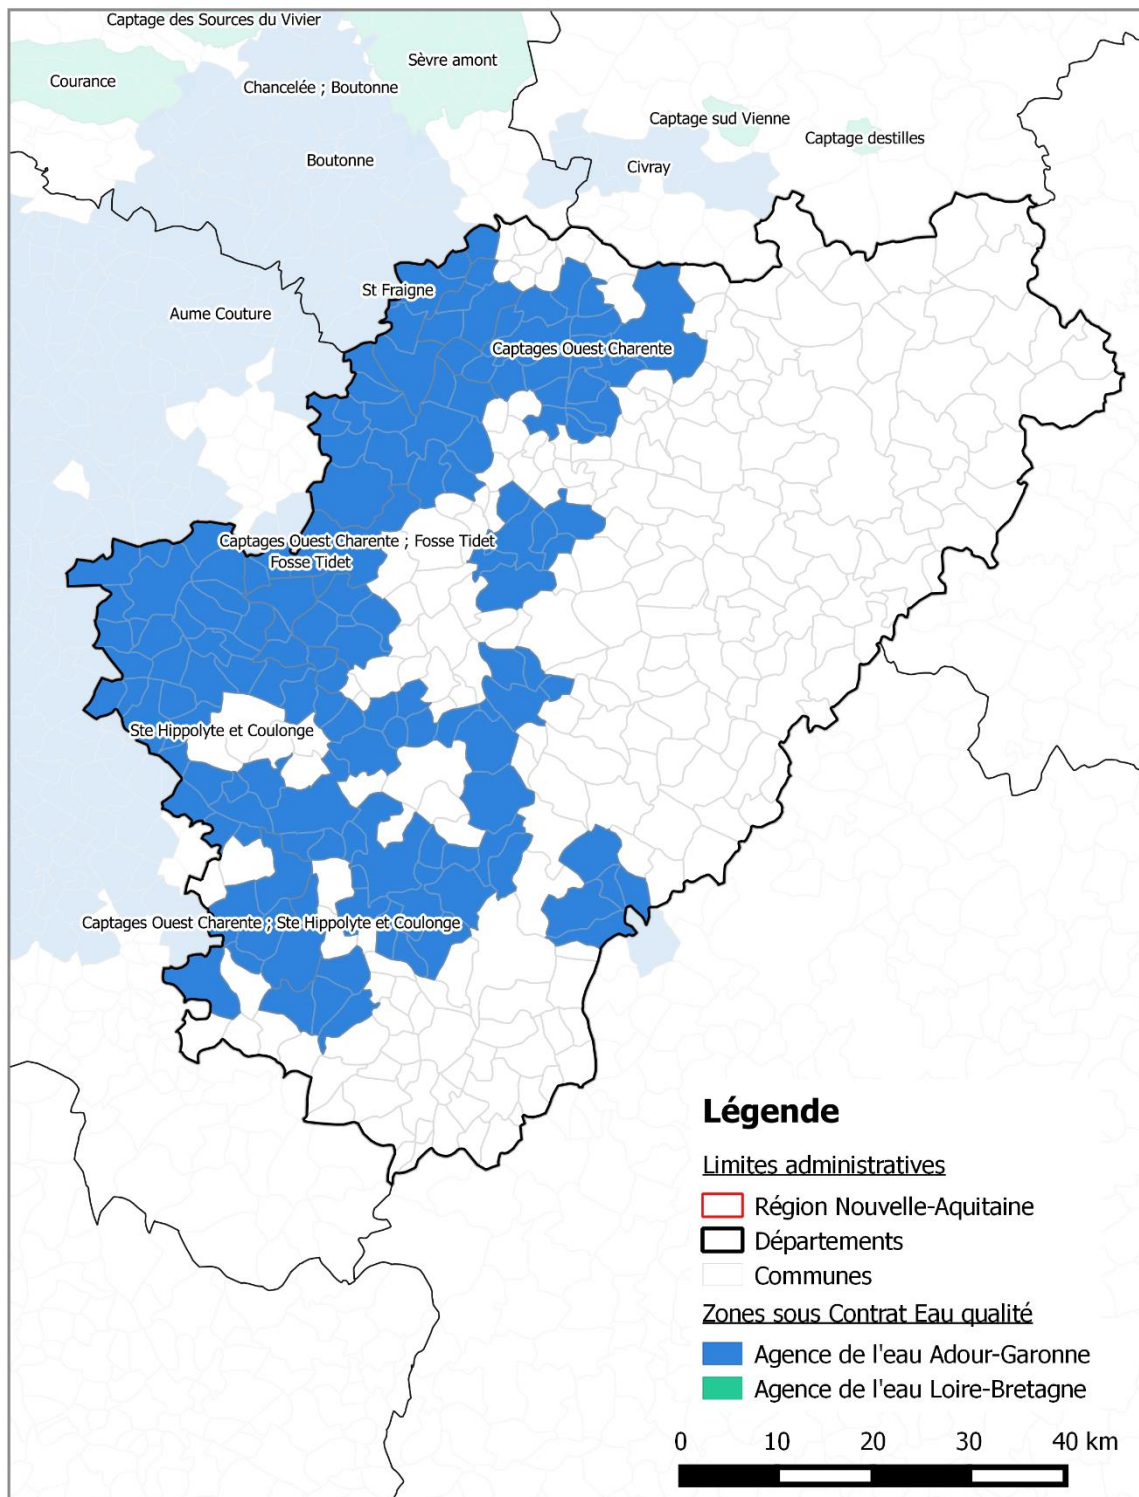 Captage des Sources du Vivier
Sèvre amont
Courance
Chancelée ; Boutonne
Captage sud Vienne
Captage destilles
Boutonne
Civray
St Fraigne
Aume Couture
Captages Ouest Charente
Captages Ouest Charente ; Fosse Tidet
Fosse Tidet
Ste Hippolyte et Coulonge
Captages Ouest Charente ; Ste Hippolyte et Coulonge
Légende
Limites administratives
Région Nouvelle-Aquitaine
Départements
Communes
Zones sous Contrat Eau qualité
Agence de l'eau Adour-Garonne
Agence de l'eau Loire-Bretagne
0 10 20 30 40 km